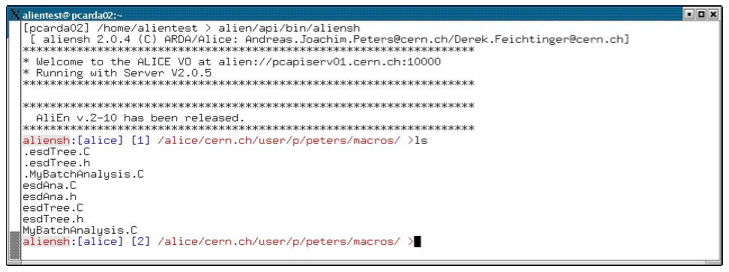 alientest@pcarda02:~
[pcarda02] /home/alientest > alien/api/bin/aliensh
[ aliensh 2.0.4 (C) ARDA/Alice: Andreas.Joachim.Peters@cern.ch/Derek.Feichtinger@cern.ch]
****************************************************************
* Welcome to the ALICE VO at alien://pcapiserv01.cern.ch:10000
* Running with Server V2.0.5
****************************************************************
****************************************************************
AliEn v.2-10 has been released.
****************************************************************
aliensh:[alice] [1] /alice/cern.ch/user/p/peters/macros/ >ls
.esdTree.C
.esdTree.h
.MyBatchAnalysis.C
esdAna.C
esdAna.h
esdTree.C
esdTree.h
MyBatchAnalysis.C
aliensh:[alice] [2] /alice/cern.ch/user/p/peters/macros/ >